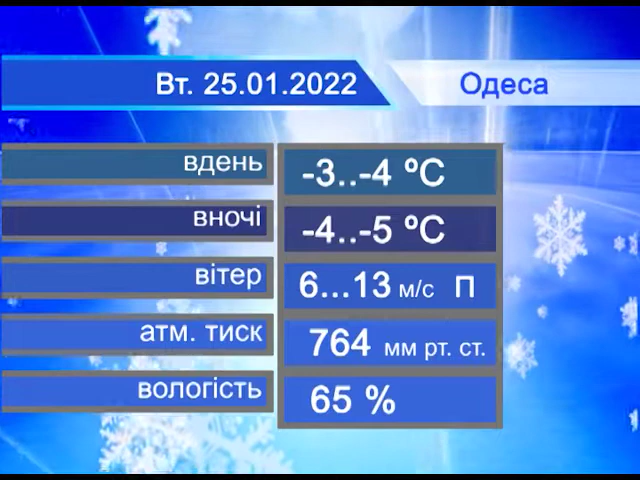 Вт. 25.01.2022 Одеса
вдень -3..-4 ºC
вночі -4..-5 ºC
вітер 6...13 м/с П
атм. тиск 764 мм рт. ст.
вологість 65 %